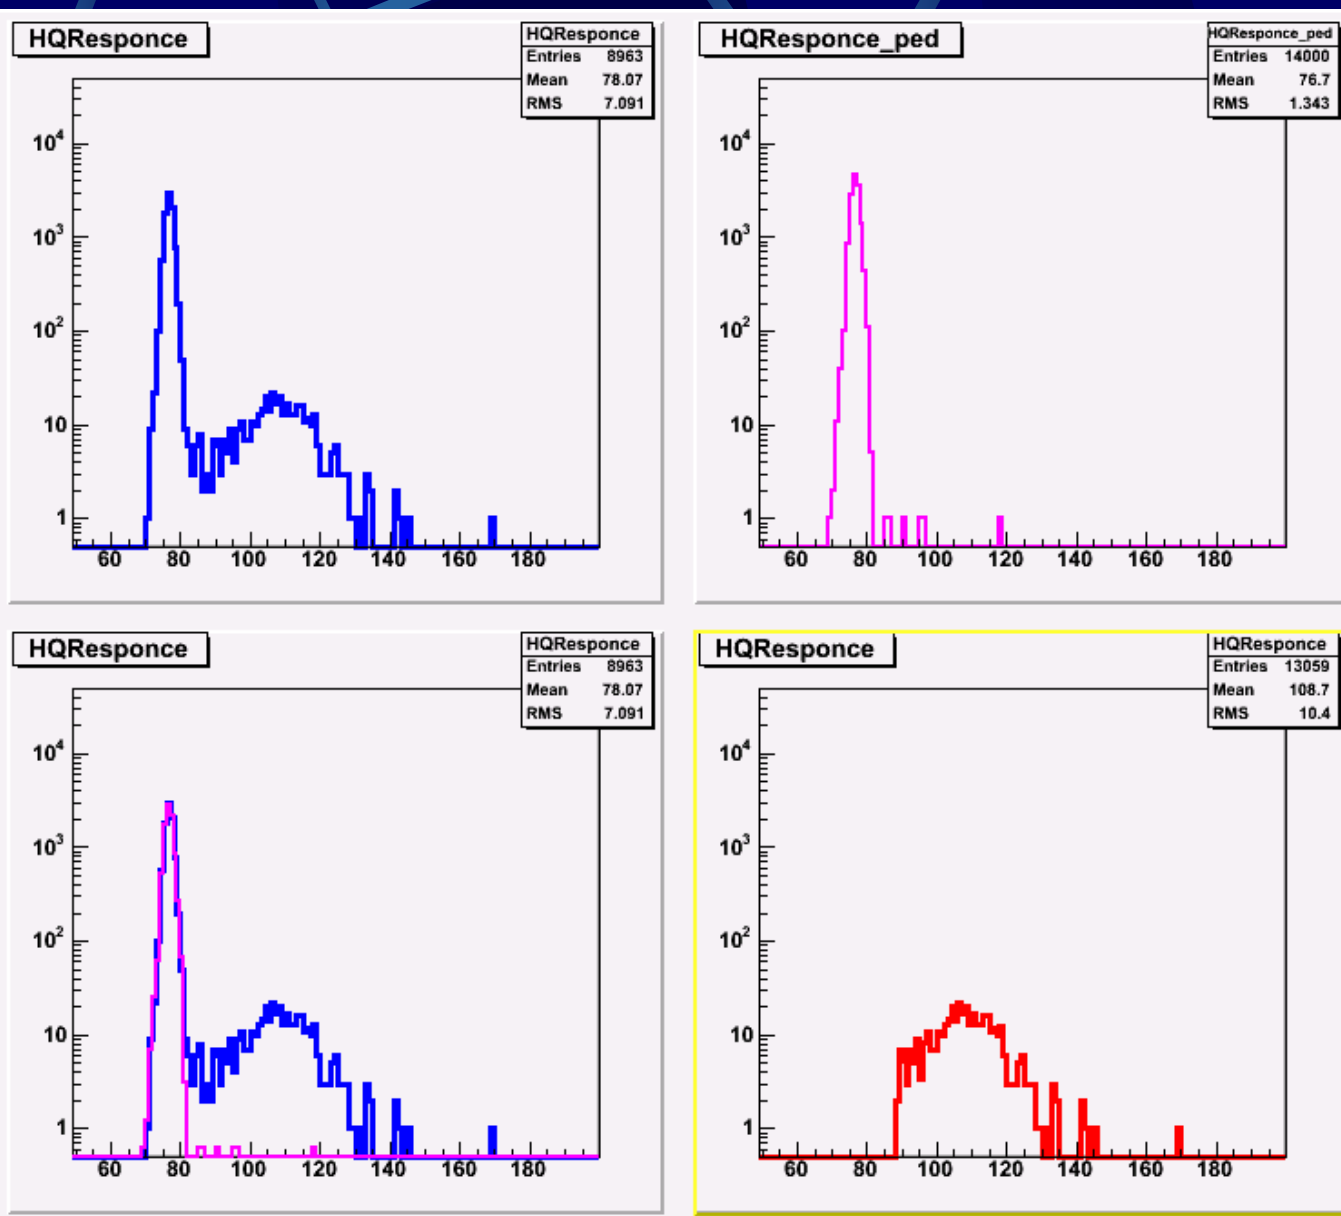 HQResponce
HQResponce
Entries 8963
Mean 78.07
RMS 7.091
10^4
10^3
10^2
10
1
60 80 100 120 140 160 180
HQResponce_ped
HQResponce_ped
Entries 14000
Mean 76.7
RMS 1.343
10^4
10^3
10^2
10
1
60 80 100 120 140 160 180
HQResponce
HQResponce
Entries 8963
Mean 78.07
RMS 7.091
10^4
10^3
10^2
10
1
60 80 100 120 140 160 180
HQResponce
HQResponce
Entries 13059
Mean 108.7
RMS 10.4
10^4
10^3
10^2
10
1
60 80 100 120 140 160 180